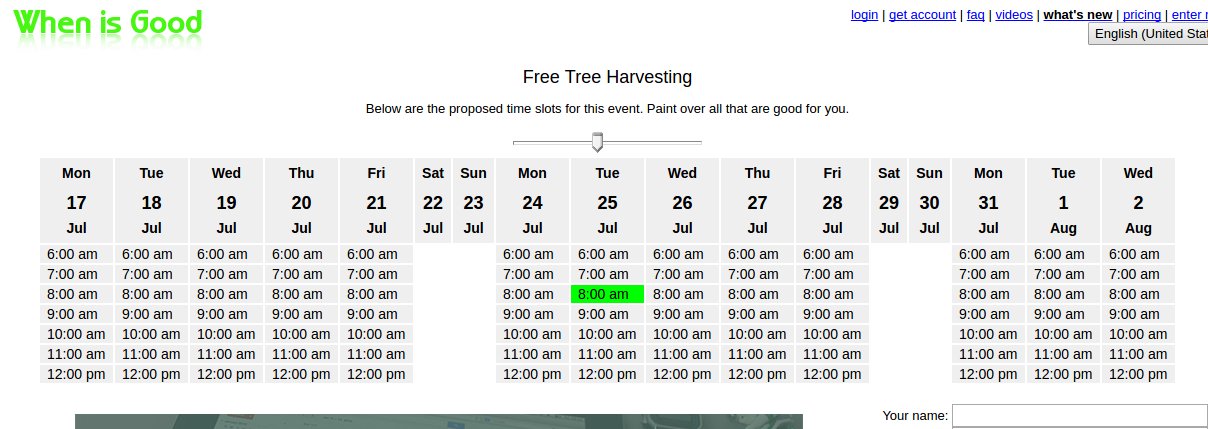 When is Good
login | get account | faq | videos | what's new | pricing | enter
English (United Stat
Free Tree Harvesting
Below are the proposed time slots for this event. Paint over all that are good for you.
Mon Tue Wed Thu Fri Sat Sun Mon Tue Wed Thu Fri Sat Sun Mon Tue Wed
17 18 19 20 21 22 23 24 25 26 27 28 29 30 31 1 2
Jul Jul Jul Jul Jul Jul Jul Jul Jul Jul Jul Jul Jul Jul Jul Aug Aug
6:00 am 6:00 am 6:00 am 6:00 am 6:00 am 6:00 am 6:00 am 6:00 am 6:00 am 6:00 am 6:00 am 6:00 am 6:00 am
7:00 am 7:00 am 7:00 am 7:00 am 7:00 am 7:00 am 7:00 am 7:00 am 7:00 am 7:00 am 7:00 am 7:00 am 7:00 am
8:00 am 8:00 am 8:00 am 8:00 am 8:00 am 8:00 am 8:00 am 8:00 am 8:00 am 8:00 am 8:00 am 8:00 am 8:00 am
9:00 am 9:00 am 9:00 am 9:00 am 9:00 am 9:00 am 9:00 am 9:00 am 9:00 am 9:00 am 9:00 am 9:00 am 9:00 am
10:00 am 10:00 am 10:00 am 10:00 am 10:00 am 10:00 am 10:00 am 10:00 am 10:00 am 10:00 am 10:00 am 10:00 am 10:00 am
11:00 am 11:00 am 11:00 am 11:00 am 11:00 am 11:00 am 11:00 am 11:00 am 11:00 am 11:00 am 11:00 am 11:00 am 11:00 am
12:00 pm 12:00 pm 12:00 pm 12:00 pm 12:00 pm 12:00 pm 12:00 pm 12:00 pm 12:00 pm 12:00 pm 12:00 pm 12:00 pm 12:00 pm
Your name: